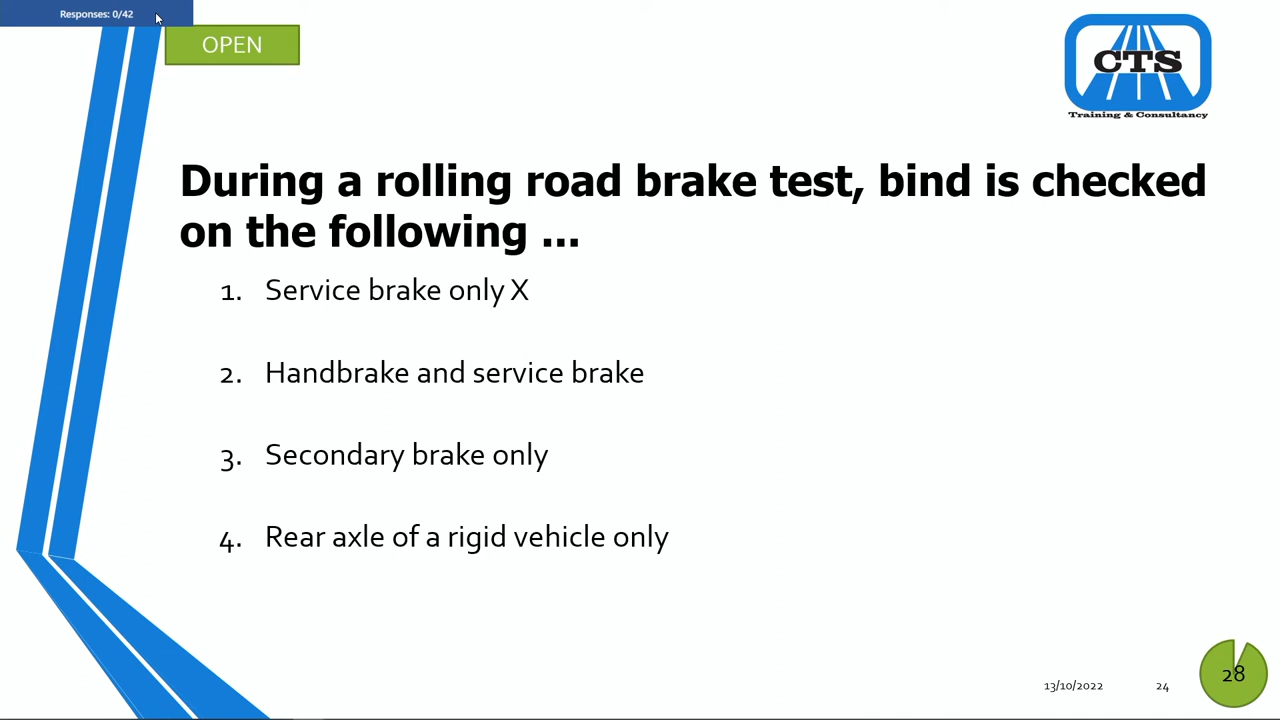 Responses: 0/42
OPEN
CTS
Training & Consultancy
During a rolling road brake test, bind is checked
on the following ...
1. Service brake only X
2. Handbrake and service brake
3. Secondary brake only
4. Rear axle of a rigid vehicle only
13/10/2022
24
28